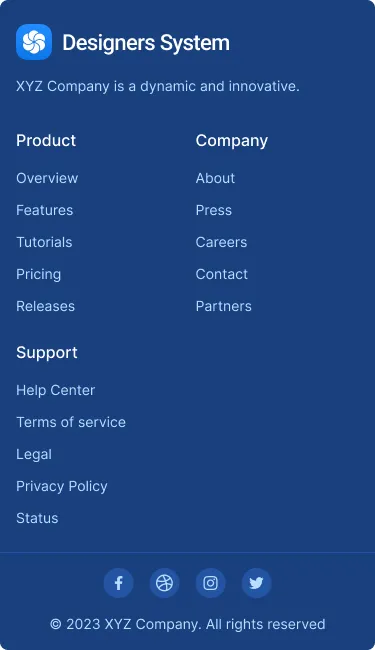 Designers System
XYZ Company is a dynamic and innovative.
Product
Overview
Features
Tutorials
Pricing
Releases
Company
About
Press
Careers
Contact
Partners
Support
Help Center
Terms of service
Legal
Privacy Policy
Status
© 2023 XYZ Company. All rights reserved